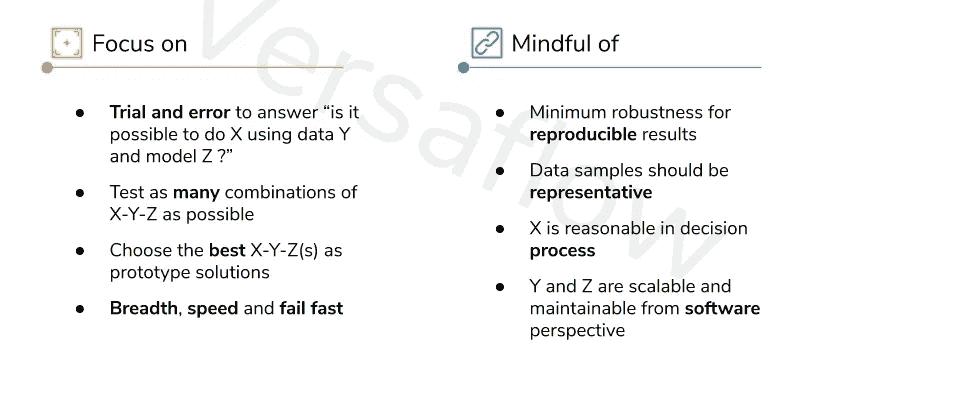 Focus on
Trial and error to answer “is it
possible to do X using data Y
and model Z ?”
Test as many combinations of
X-Y-Z as possible
Choose the best X-Y-Z(s) as
prototype solutions
Breadth, speed and fail fast
Mindful of
Minimum robustness for
reproducible results
Data samples should be
representative
X is reasonable in decision
process
Y and Z are scalable and
maintainable from software
perspective
Versaflow